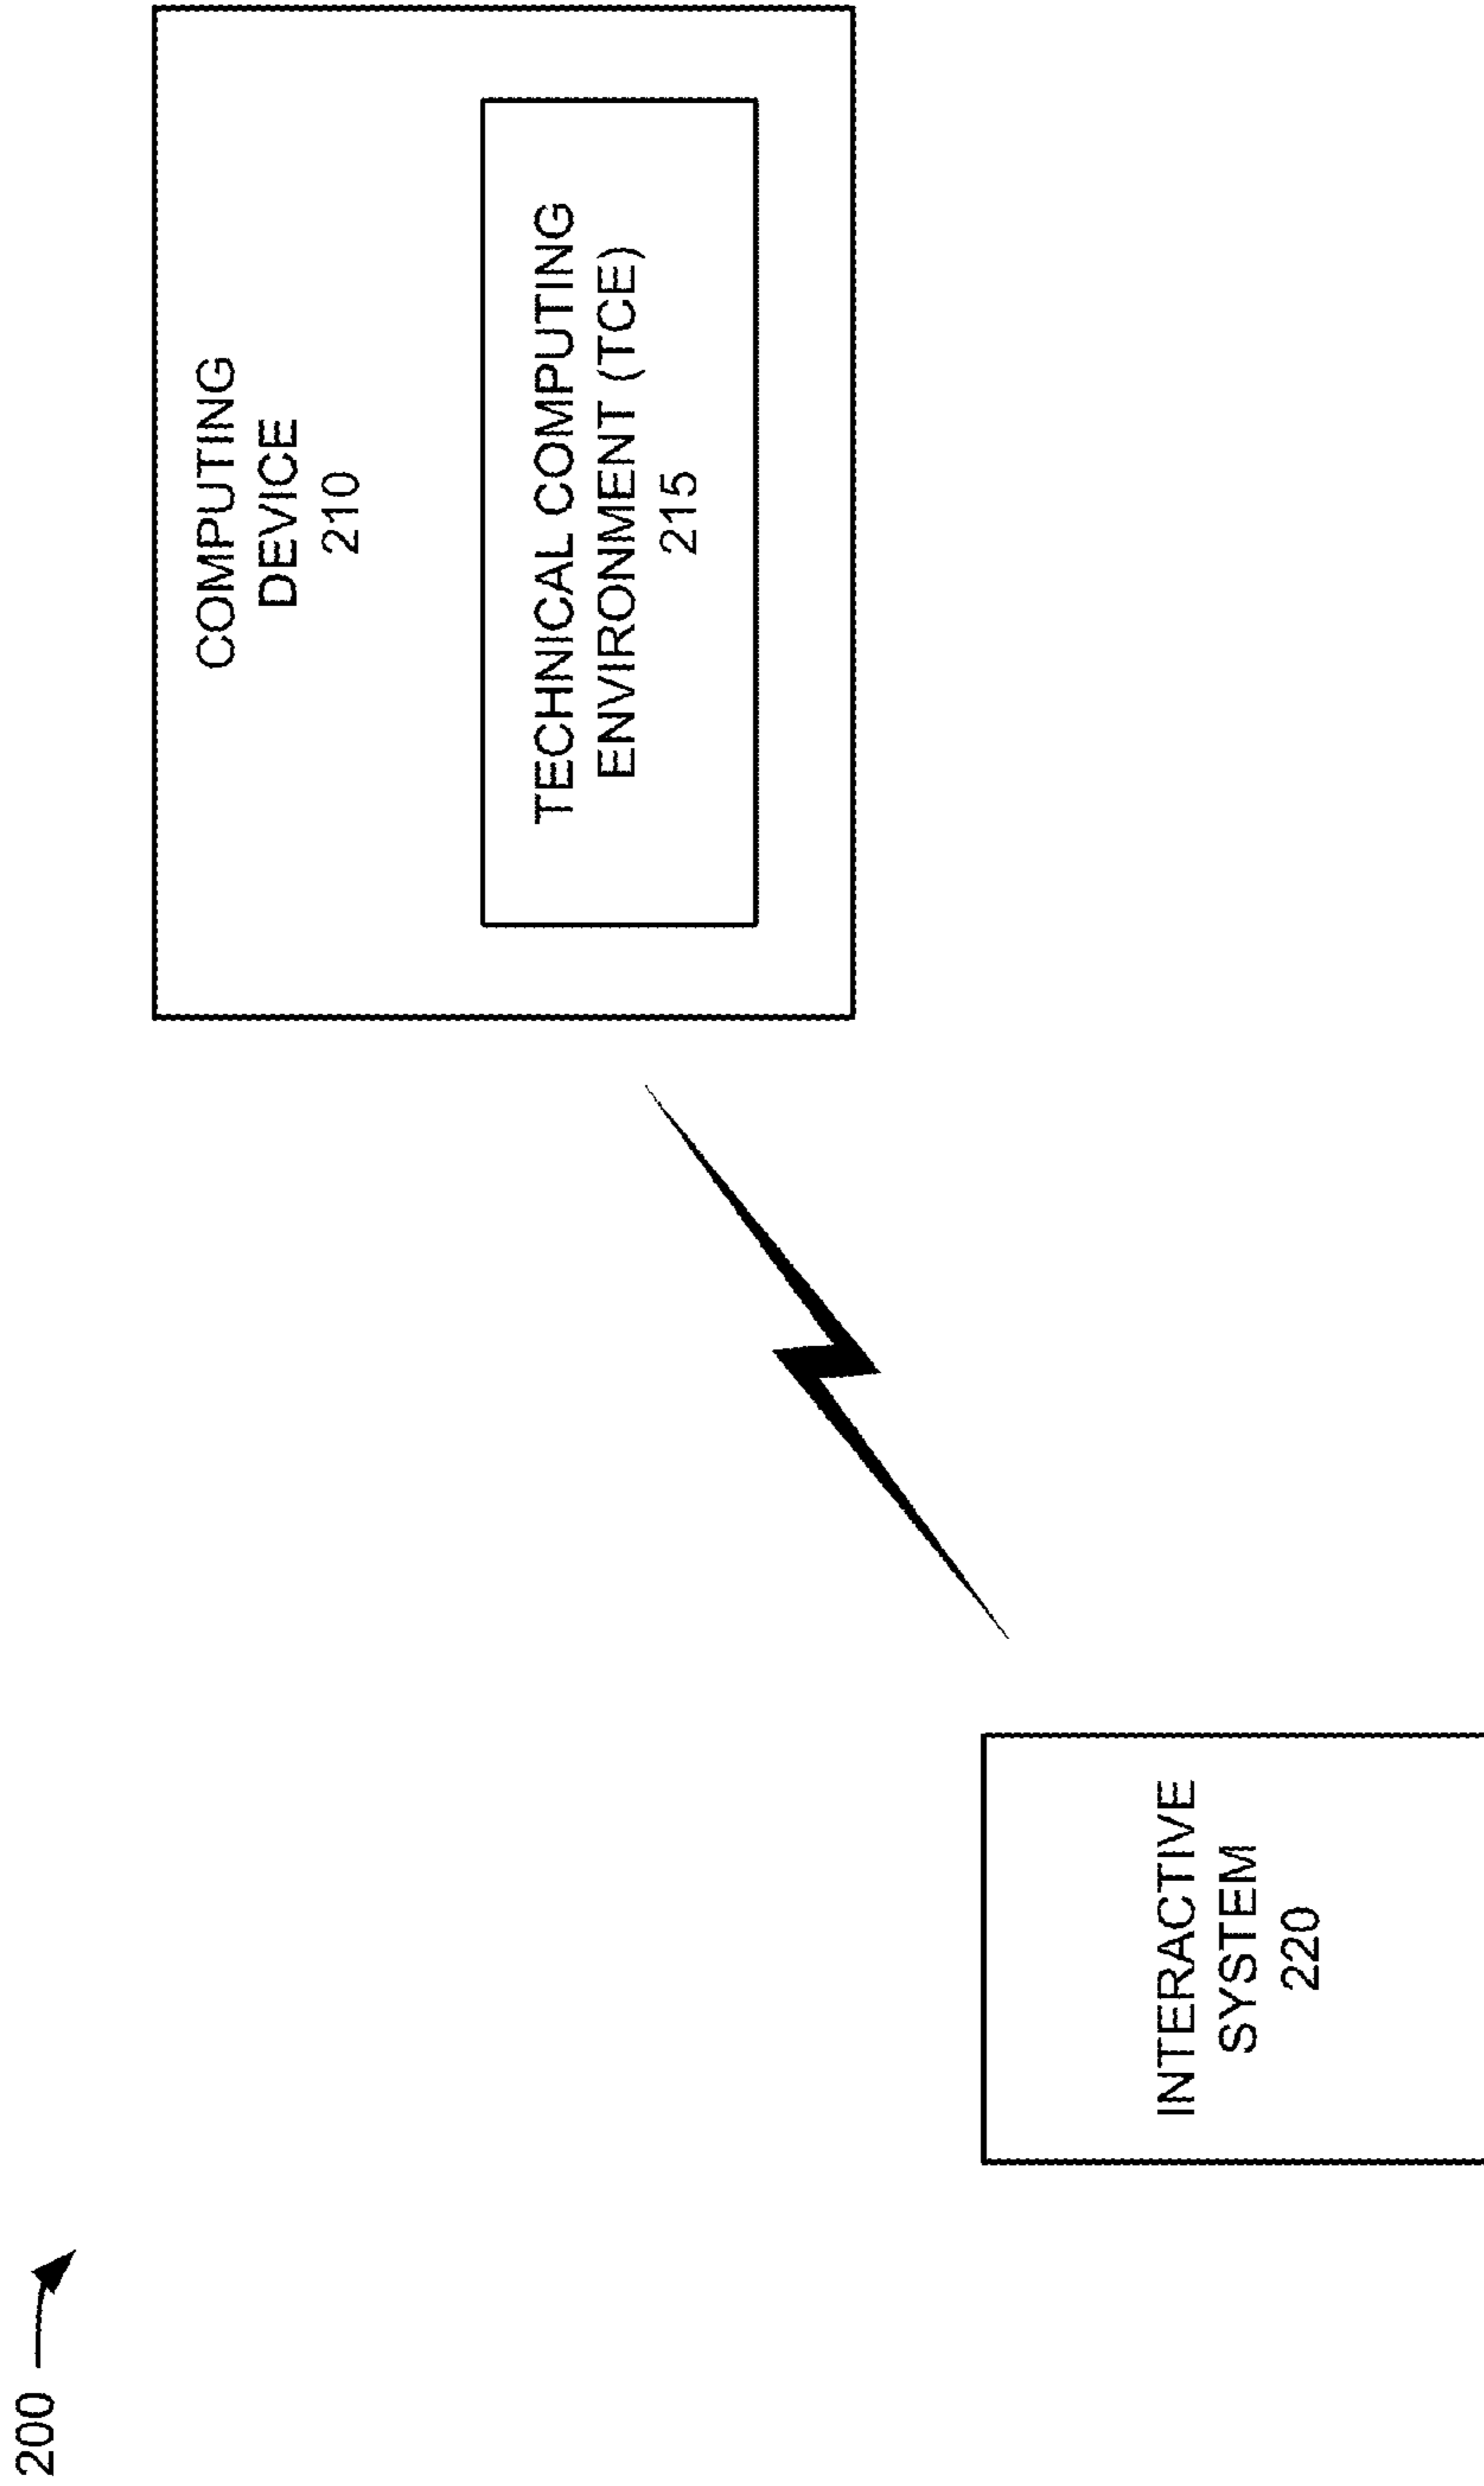 200
COMPUTING
DEVICE
210
TECHNICAL COMPUTING
ENVIRONMENT (TCE)
215
INTERACTIVE
SYSTEM
220